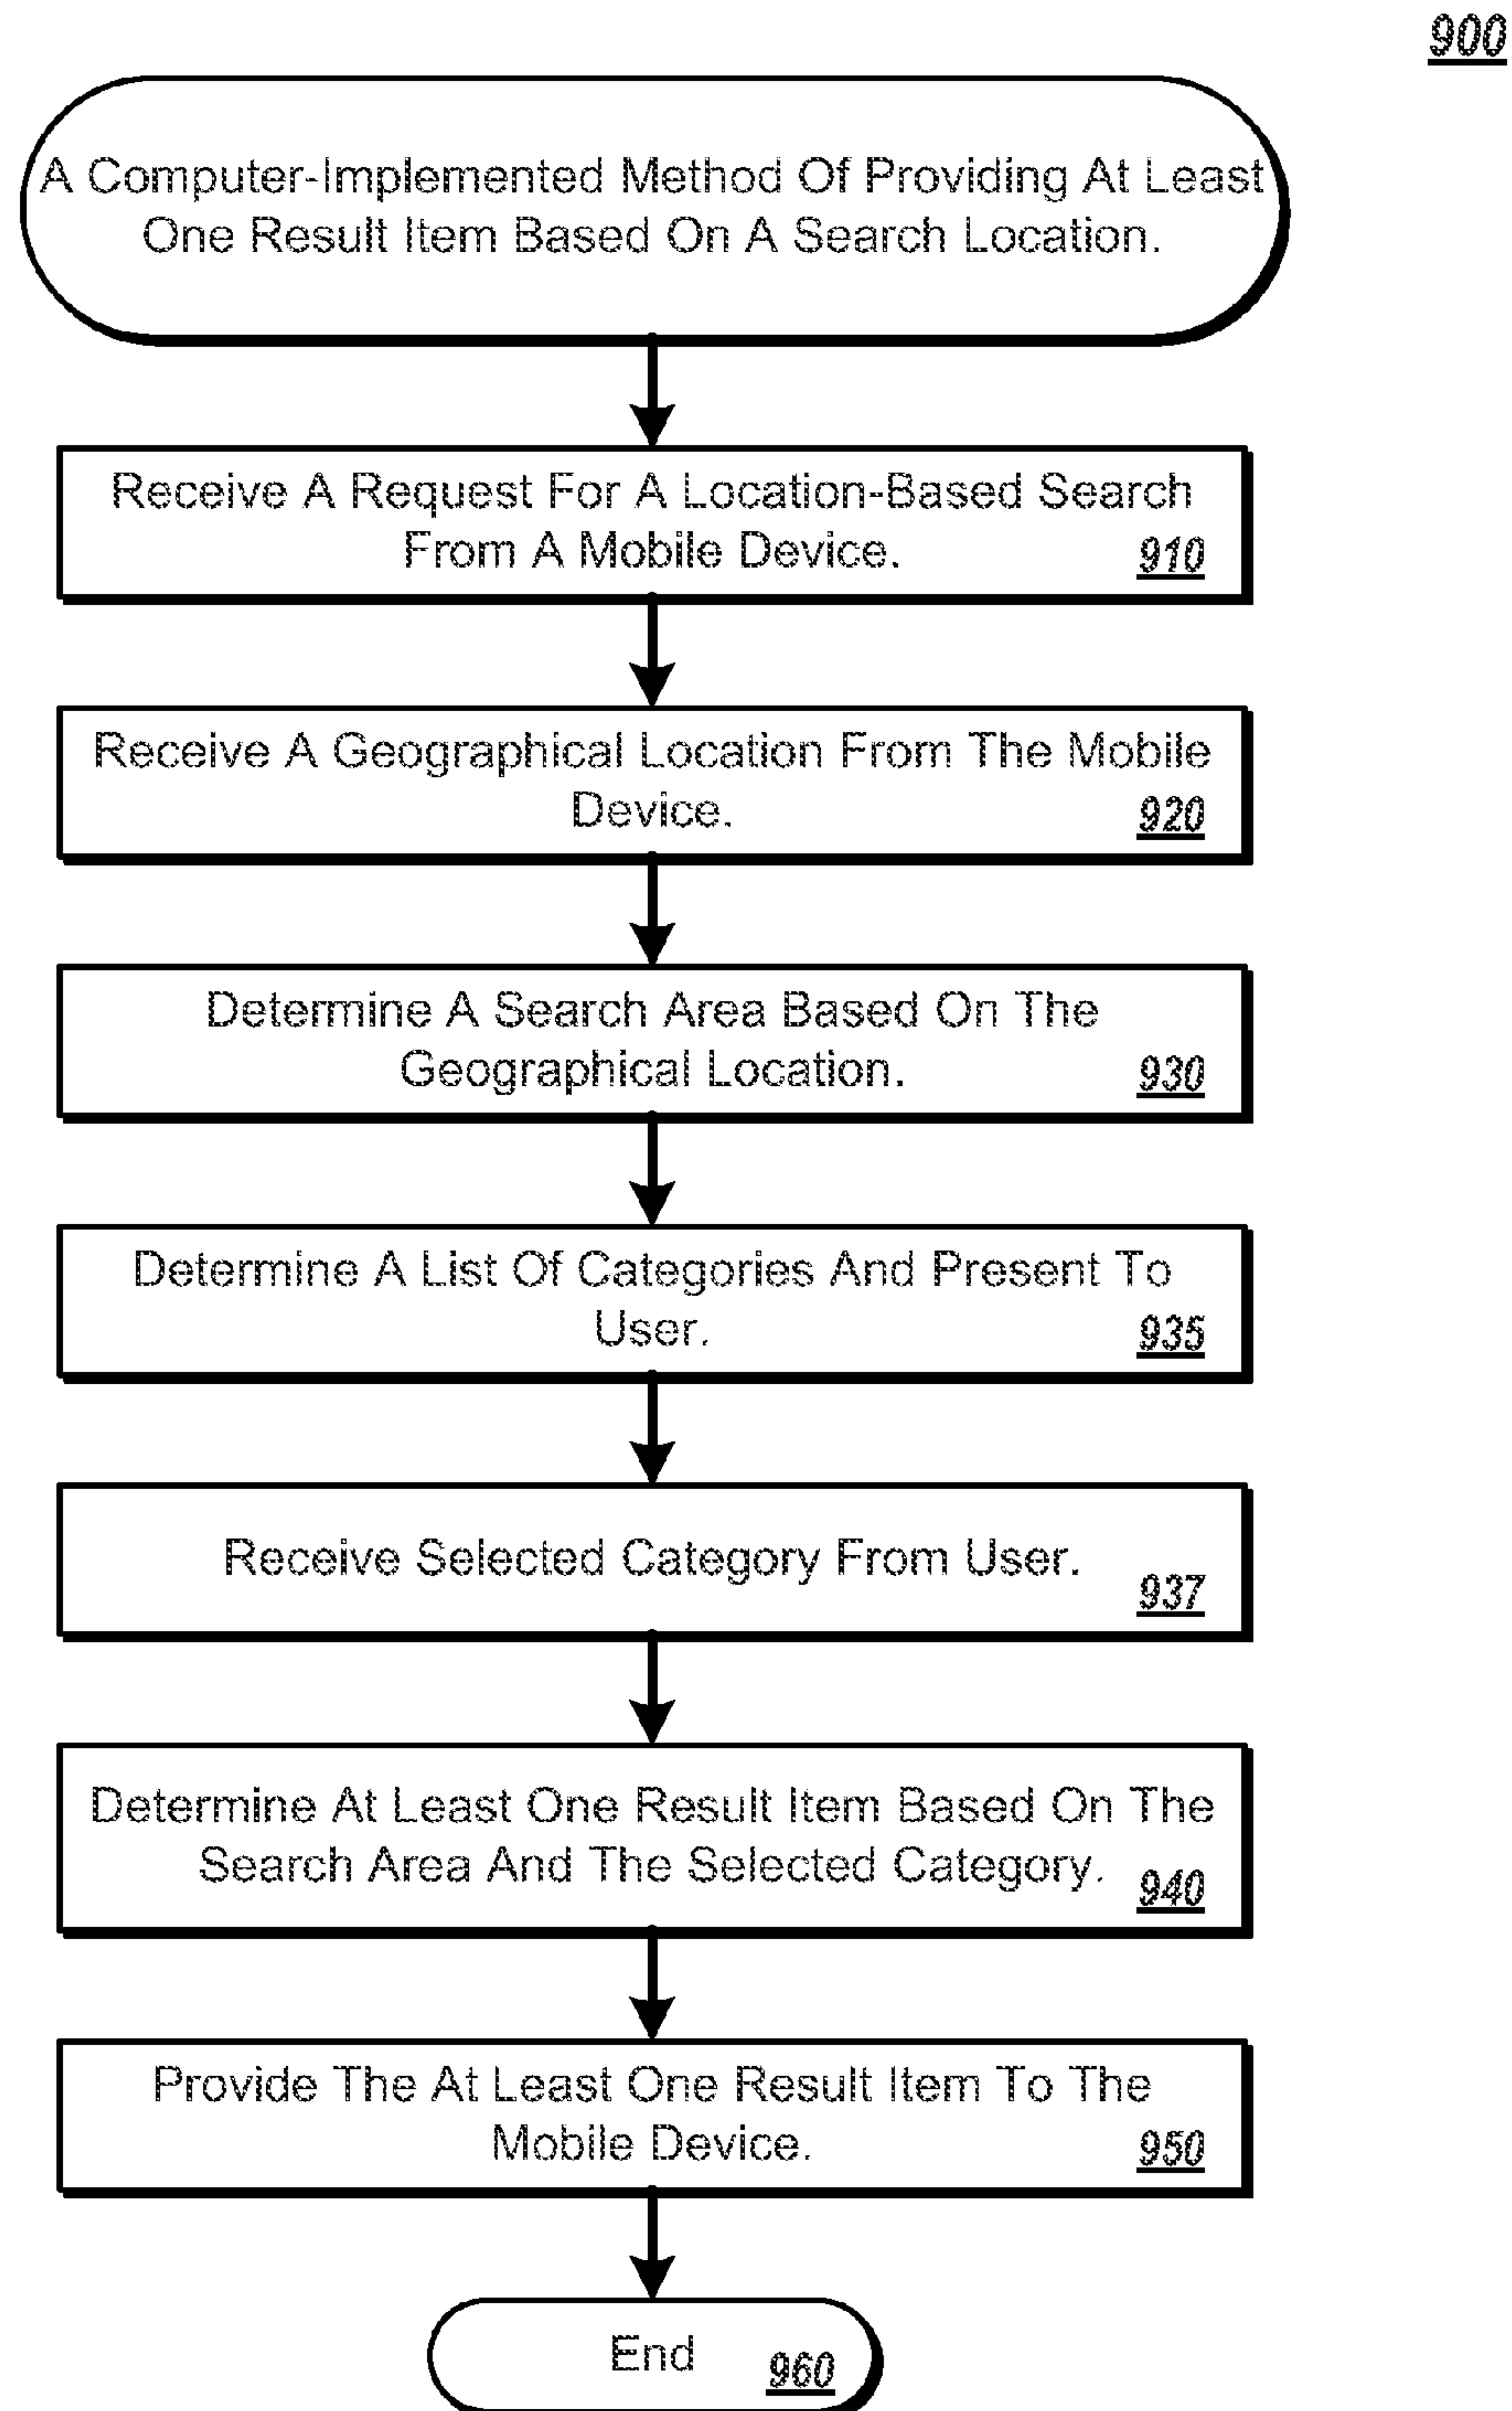 900
A Computer-Implemented Method Of Providing At Least
One Result Item Based On A Search Location.
Receive A Request For A Location-Based Search
From A Mobile Device.
910
Receive A Geographical Location From The Mobile
Device.
920
Determine A Search Area Based On The
Geographical Location.
930
Determine A List Of Categories And Present To
User.
935
Receive Selected Category From User.
937
Determine At Least One Result Item Based On The
Search Area And The Selected Category.
940
Provide The At Least One Result Item To The
Mobile Device.
950
End
960